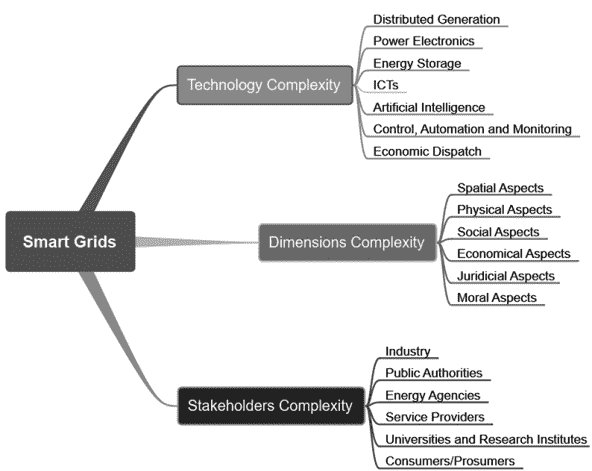 Smart Grids
Technology Complexity
Distributed Generation
Power Electronics
Energy Storage
ICTs
Artificial Intelligence
Control, Automation and Monitoring
Economic Dispatch
Dimensions Complexity
Spatial Aspects
Physical Aspects
Social Aspects
Economical Aspects
Juridicial Aspects
Moral Aspects
Stakeholders Complexity
Industry
Public Authorities
Energy Agencies
Service Providers
Universities and Research Institutes
Consumers/Prosumers